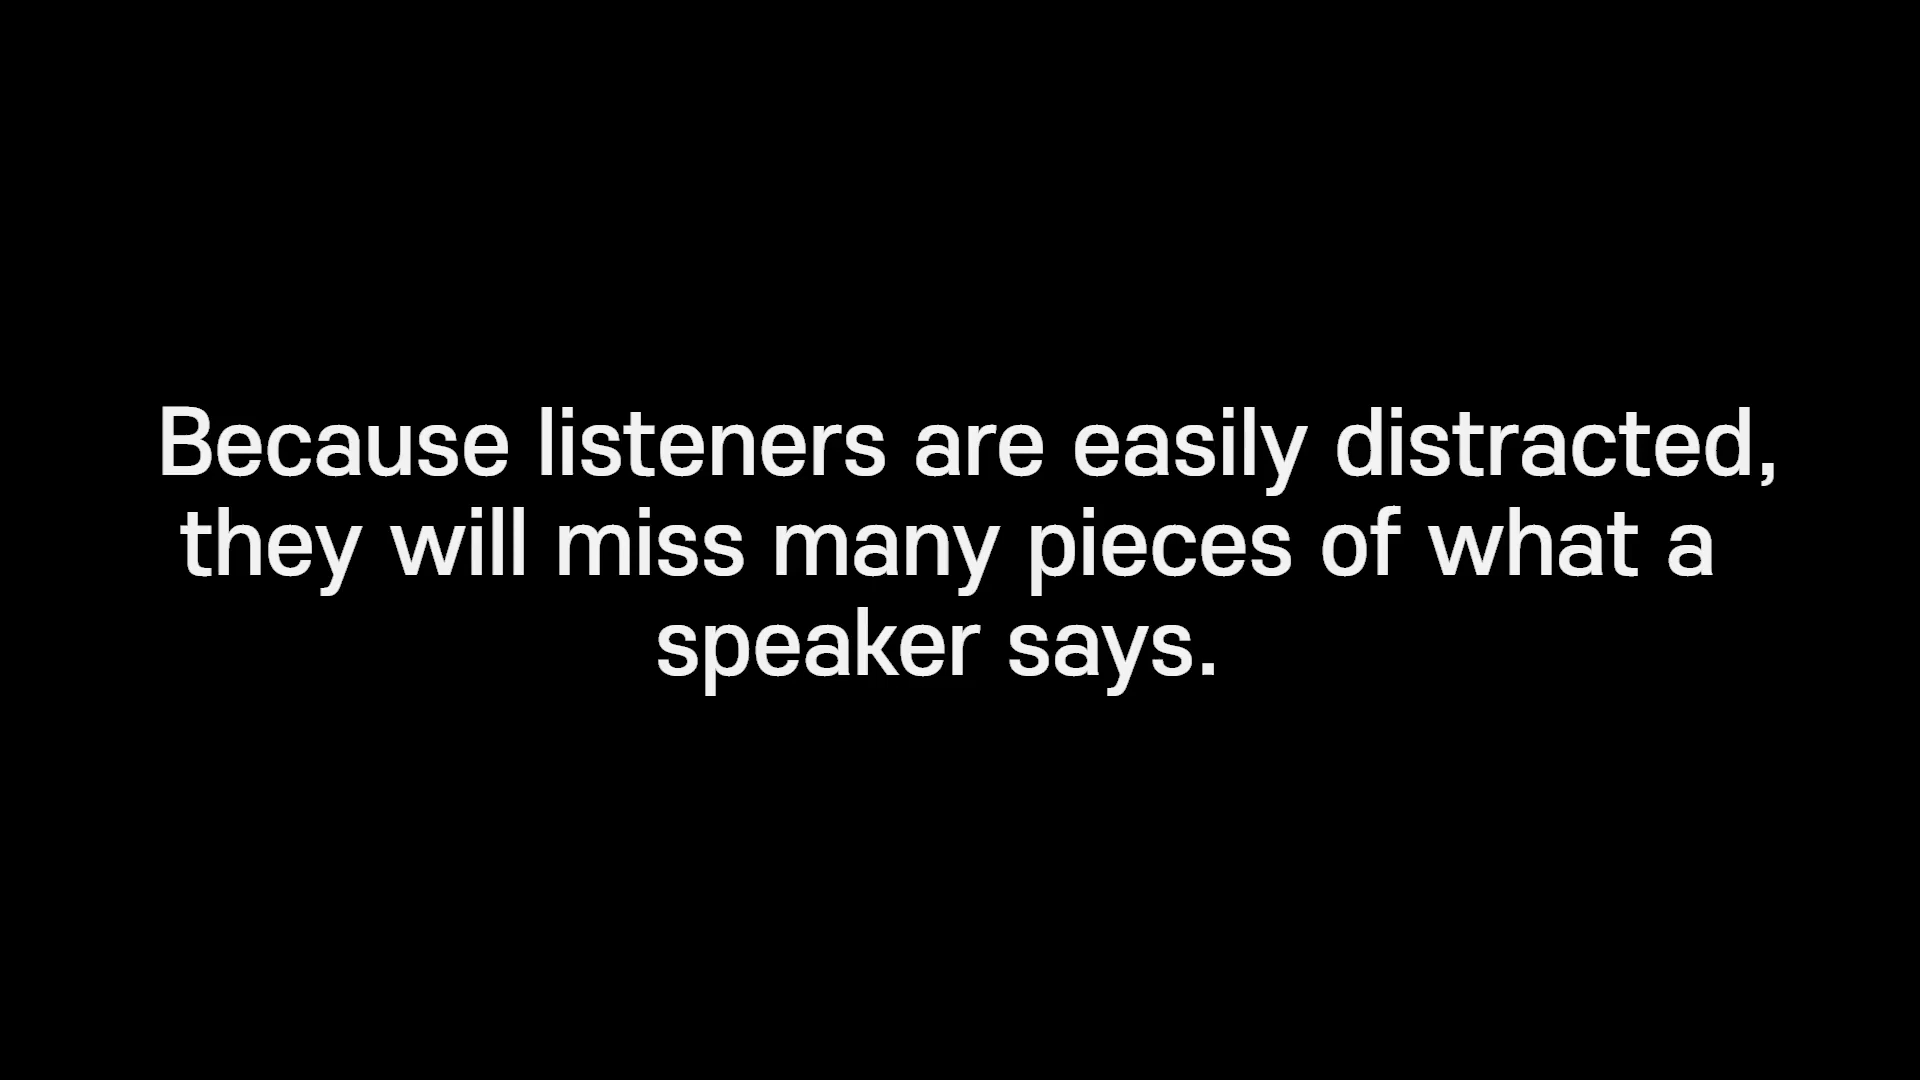 Because listeners are easily distracted,
they will miss many pieces of what a
speaker says.